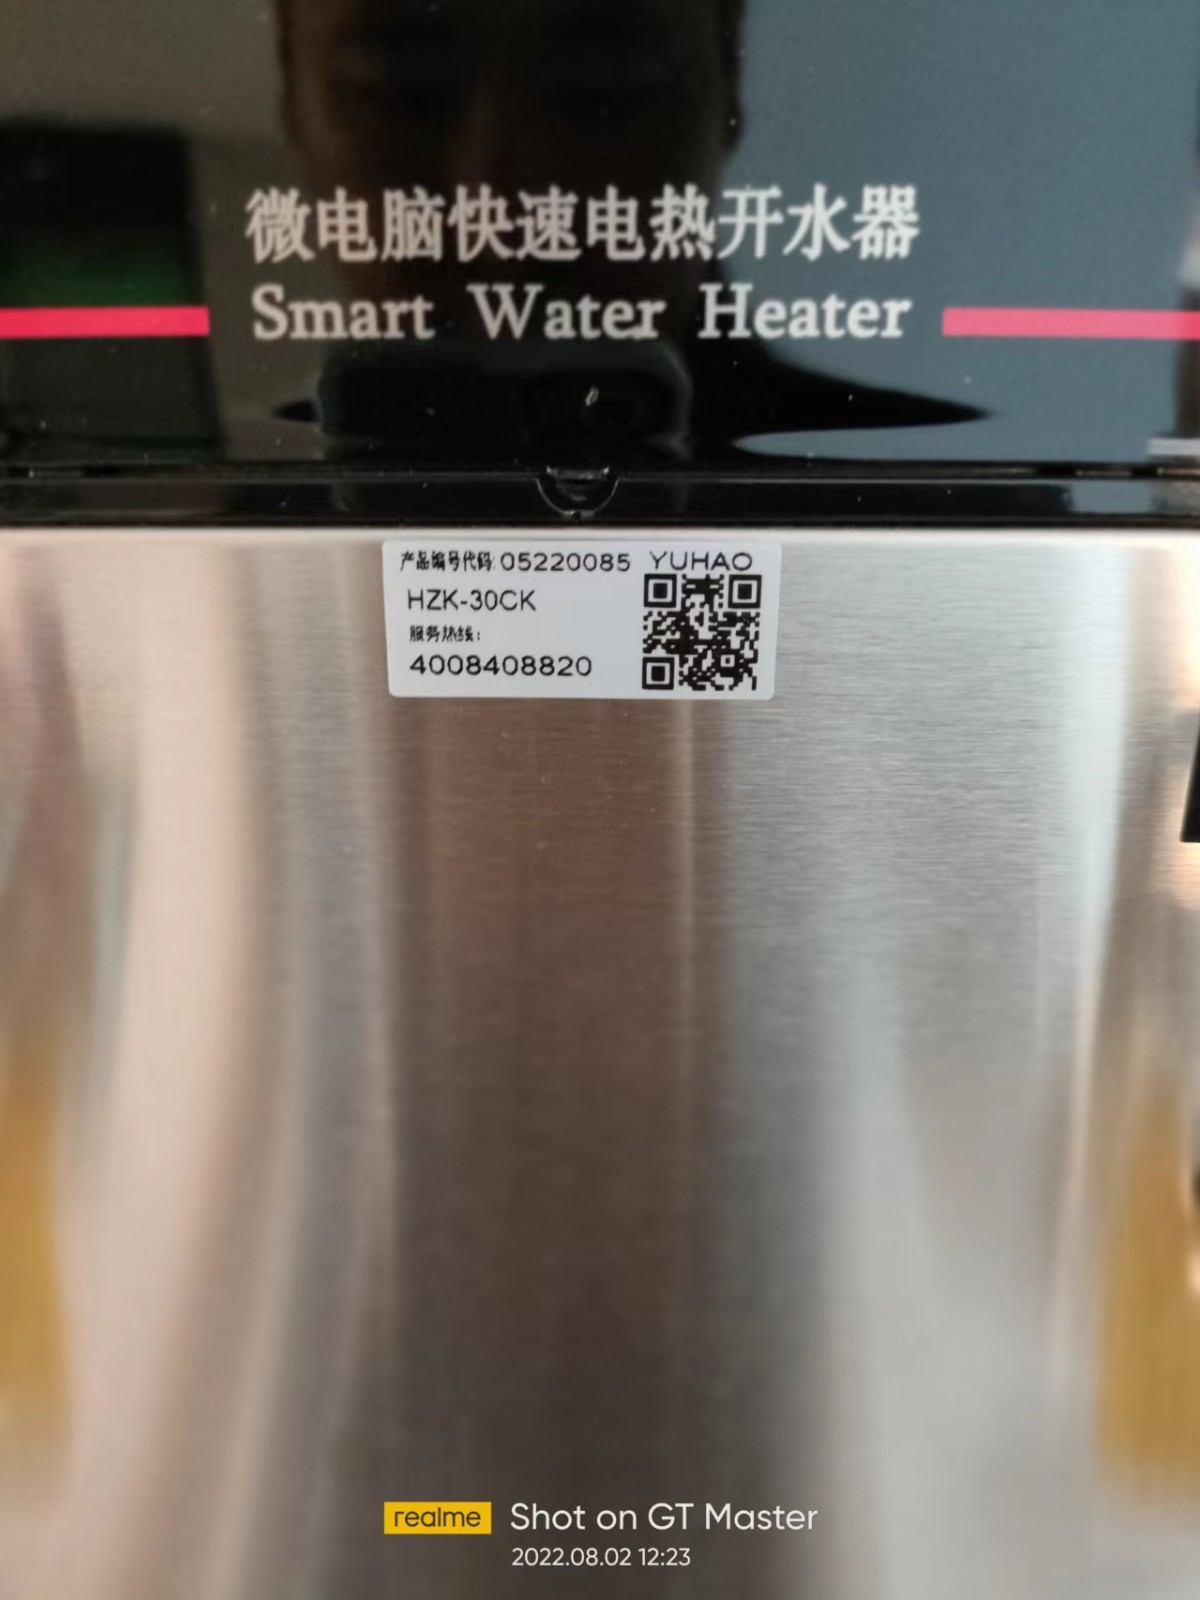 微电脑快速电热开水器
Smart Water Heater
产品编号代码:05220085 YUHAO
HZK-30CK
服务热线:
4008408820
realme Shot on GT Master
2022.08.02 12:23